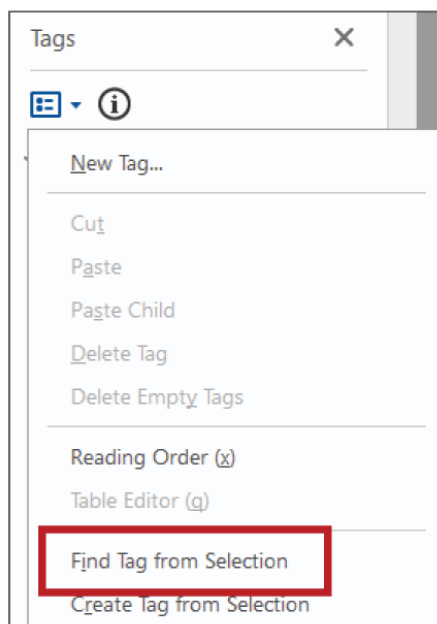 Tags
New Tag...
Cut
Paste
Paste Child
Delete Tag
Delete Empty Tags
Reading Order (x)
Table Editor (q)
Find Tag from Selection
Create Tag from Selection